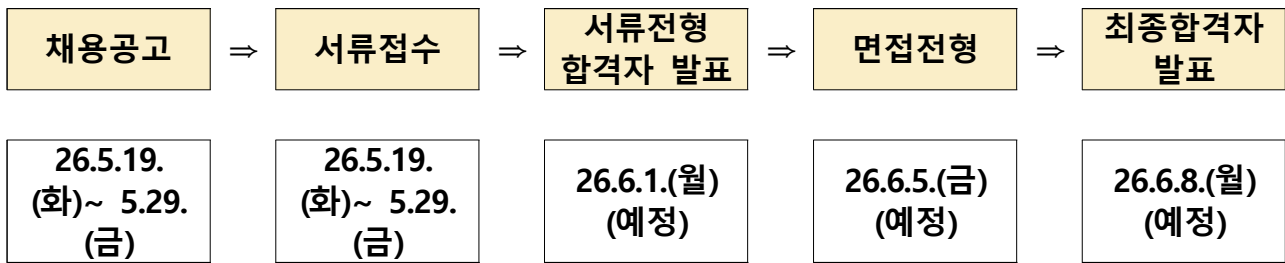 채용공고 ⇒ 서류접수 ⇒ 서류전형 합격자 발표 ⇒ 면접전형 ⇒ 최종합격자 발표
26.5.19.
(화)~ 5.29.
(금)
26.5.19.
(화)~ 5.29.
(금)
26.6.1.(월)
(예정)
26.6.5.(금)
(예정)
26.6.8.(월)
(예정)